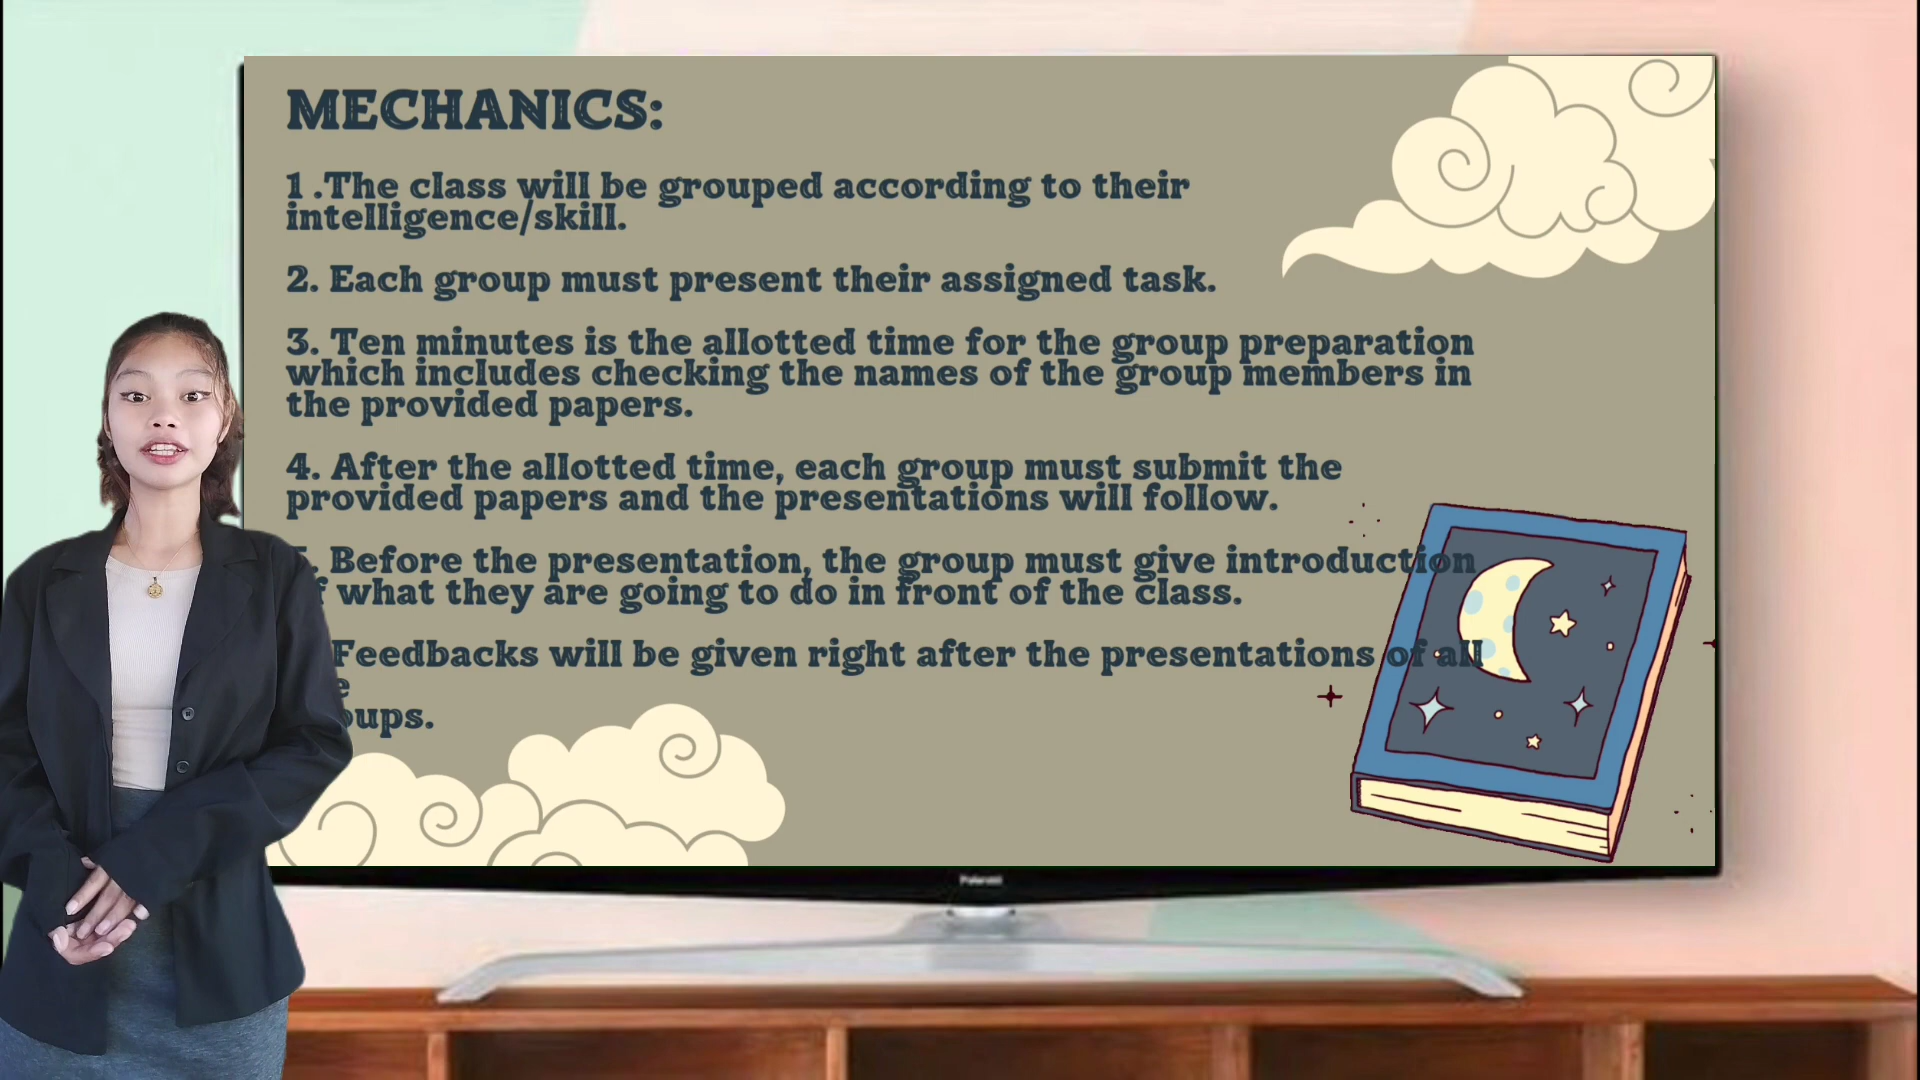 MECHANICS:
1 .The class will be grouped according to their
intelligence/skill.
2. Each group must present their assigned task.
3. Ten minutes is the allotted time for the group preparation
which includes checking the names of the group members in
the provided papers.
4. After the allotted time, each group must submit the
provided papers and the presentations will follow.
. Before the presentation, the group must give introduction
what they are going to do in front of the class.
Feedbacks will be given right after the presentations of all
e
oups.
Polaroid